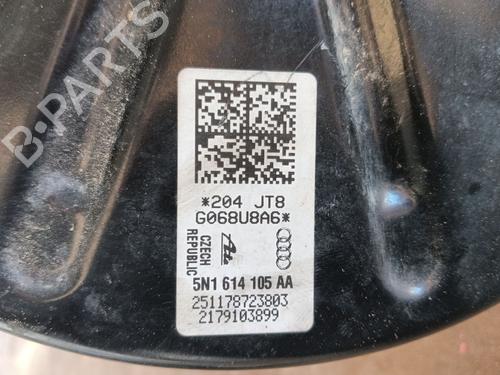 B-PARTS
*204 JT8
G068U8A6*
CZECH
REPUBLIC
5N1 614 105 AA
251178723803
2179103899